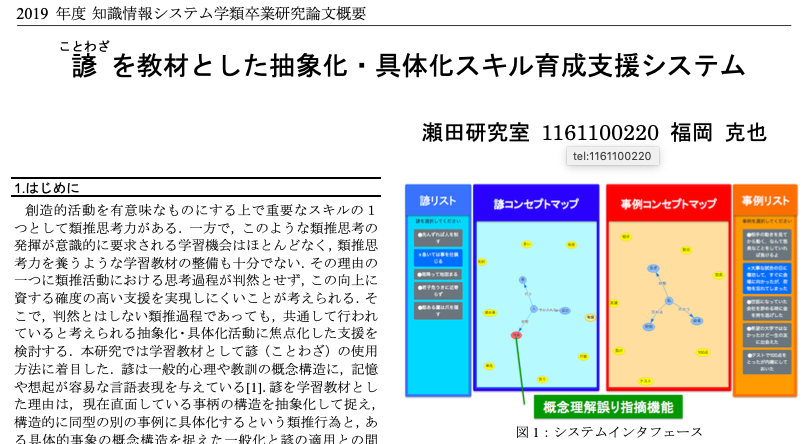 2019 年度 知識情報システム学類卒業研究論文概要
ことわざ
諺を教材とした抽象化・具体化スキル育成支援システム
瀬田研究室 1161100220 福岡 克也
tel:1161100220
1.はじめに
創造的活動を有意味なものにする上で重要なスキルの１
つとして類推思考力がある．一方で, このような類推思考の
発揮が意識的に要求される学習機会はほとんどなく, 類推思
考力を養うような学習教材の整備も十分でない. その理由の
一つに類推活動における思考過程が判然とせず, この向上に
資する確度の高い支援を実現しにくいことが考えられる. そ
こで, 判然とはしない類推過程であっても, 共通して行われ
ていると考えられる抽象化・具体化活動に焦点化した支援を
検討する. 本研究では学習教材として諺（ことわざ）の使用
方法に着目した. 諺は一般的心理や教訓の概念構造に, 記憶
や想起が容易な言語表現を与えている[1]. 諺を学習教材とし
た理由は, 現在直面している事柄の構造を抽象化して捉え,
構造的に同型の別の事例に具体化するという類推行為と, あ
る具体的事象の概念構造を捉えた一般化と諺の適用との間
諺リスト
諺を選択してください
諺コンセプトマップ
事例コンセプトマップ
事例リスト
事例を選択してください
概念理解誤り指摘機能
図 1：システムインタフェース